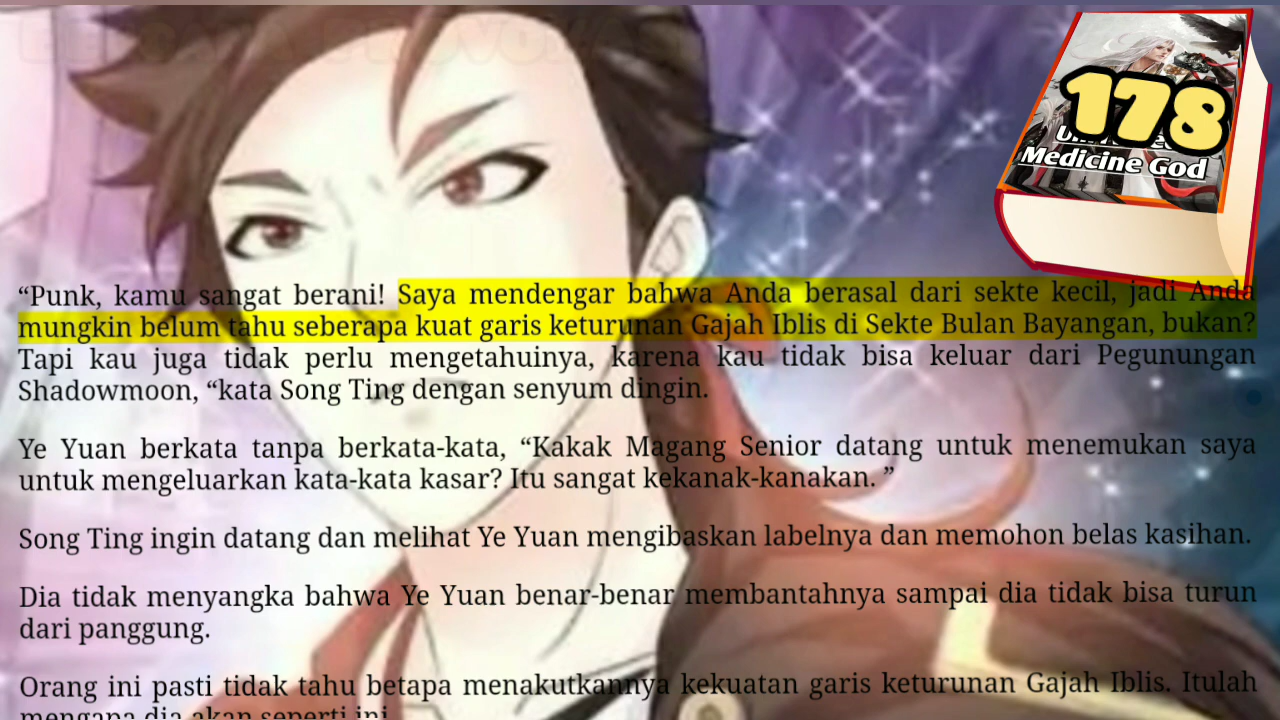 178
Medicine God
“Punk, kamu sangat berani! Saya mendengar bahwa Anda berasal dari sekte kecil, jadi Anda
mungkin belum tahu seberapa kuat garis keturunan Gajah Iblis di Sekte Bulan Bayangan, bukan?
Tapi kau juga tidak perlu mengetahuinya, karena kau tidak bisa keluar dari Pegunungan
Shadowmoon, “kata Song Ting dengan senyum dingin.
Ye Yuan berkata tanpa berkata-kata, “Kakak Magang Senior datang untuk menemukan saya
untuk mengeluarkan kata-kata kasar? Itu sangat kekanak-kanakan. ”
Song Ting ingin datang dan melihat Ye Yuan mengibaskan labelnya dan memohon belas kasihan.
Dia tidak menyangka bahwa Ye Yuan benar-benar membantahnya sampai dia tidak bisa turun
dari panggung.
Orang ini pasti tidak tahu betapa menakutkannya kekuatan garis keturunan Gajah Iblis. Itulah
mengapa dia akan seperti ini.